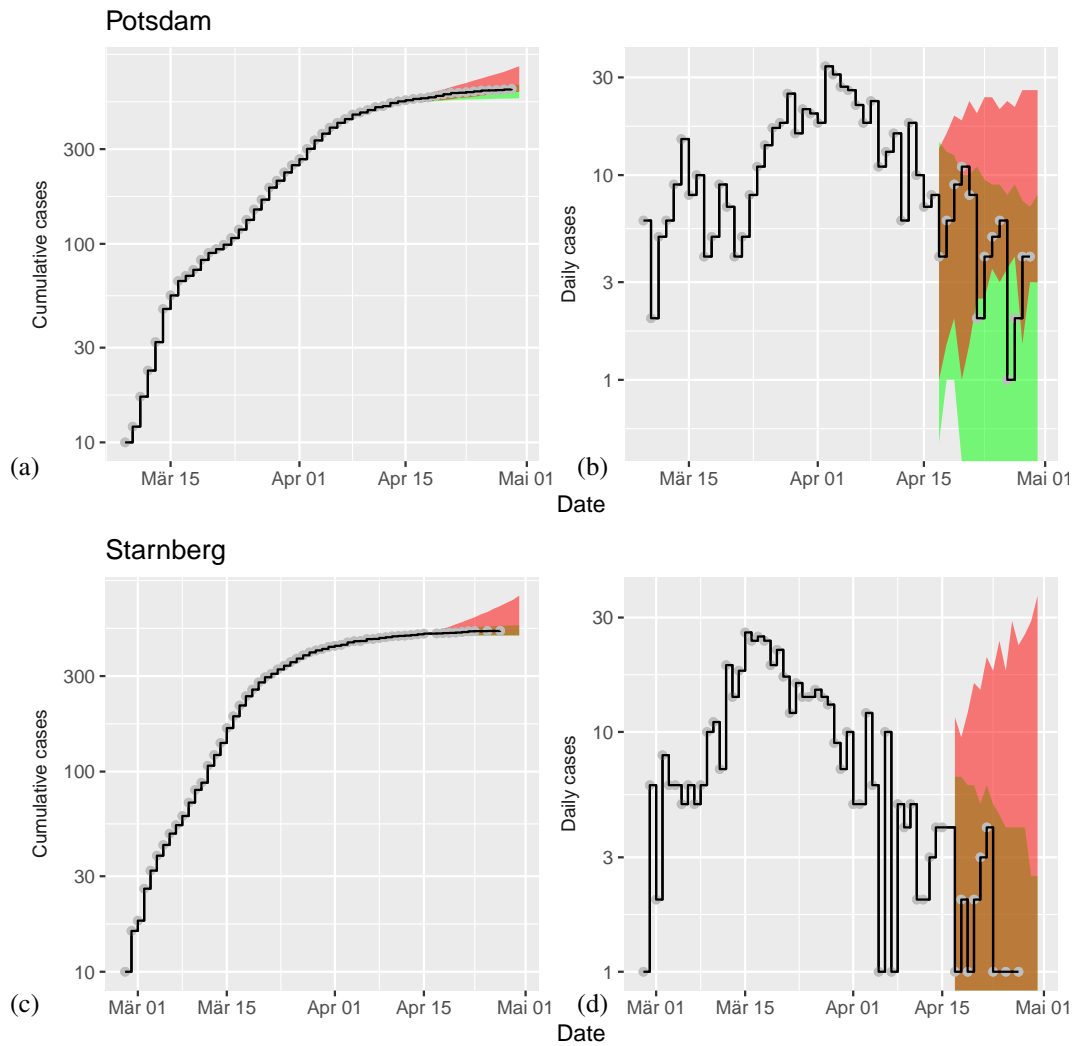 Potsdam
Cumulative cases
300
100
30
10
(a)
Mär 15
Apr 01
Apr 15
Mai 01
Daily cases
30
10
3
1
(b)
Mär 15
Apr 01
Apr 15
Mai 01
Date
Starnberg
Cumulative cases
300
100
30
10
(c)
Mär 01
Mär 15
Apr 01
Apr 15
Mai 01
Daily cases
30
10
3
1
(d)
Mär 01
Mär 15
Apr 01
Apr 15
Mai 01
Date